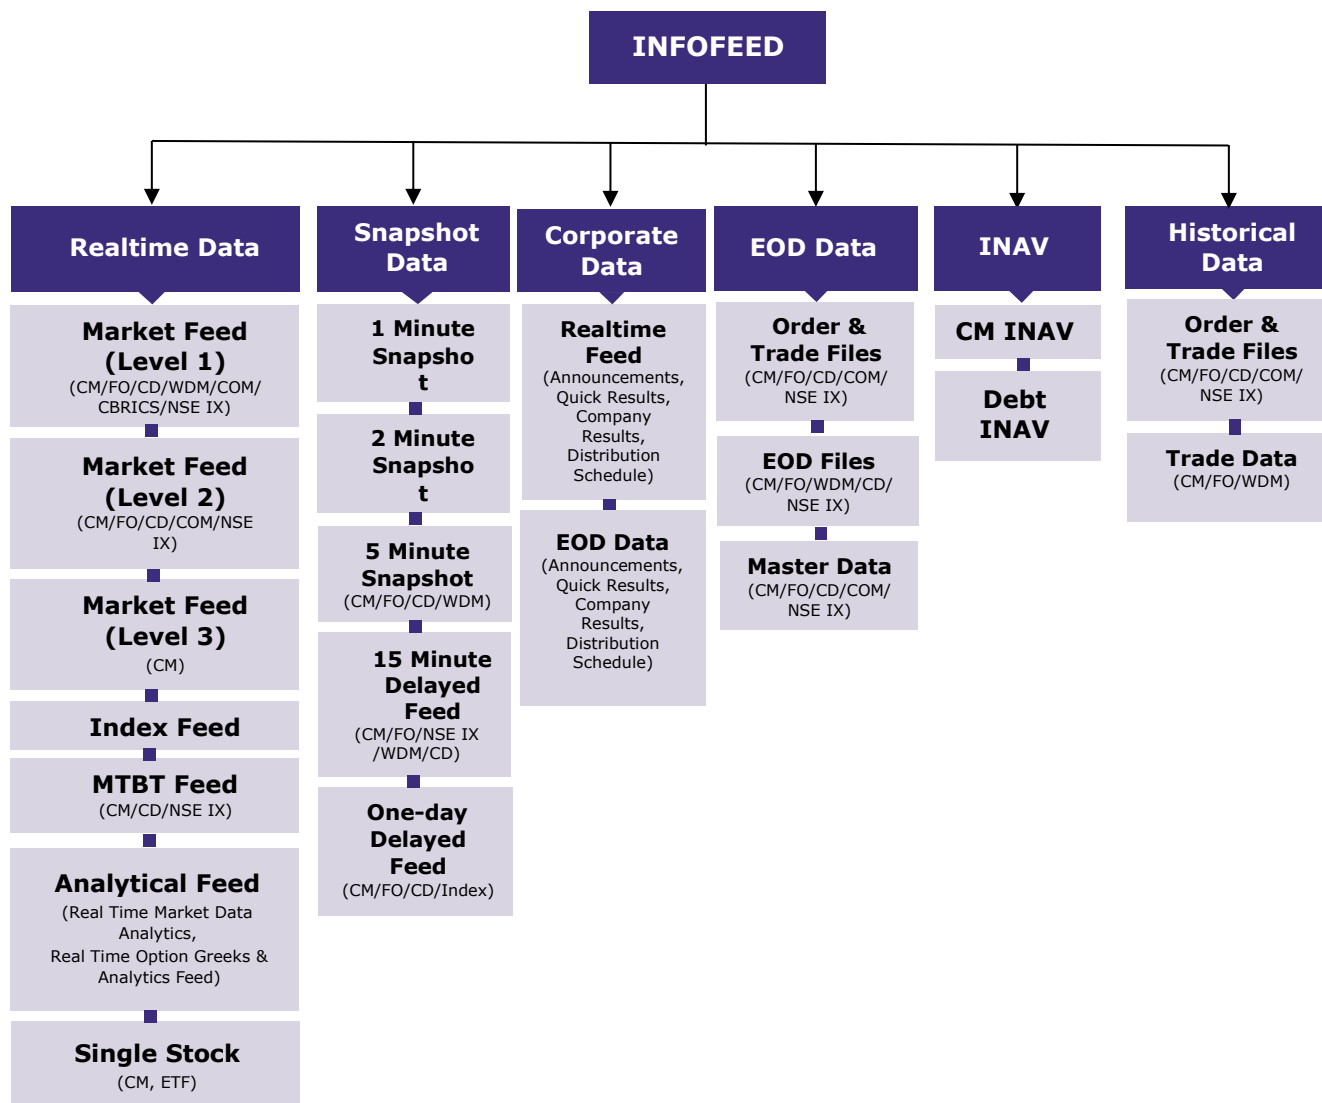 INFOFEED
Realtime Data
Market Feed
(Level 1)
(CM/FO/CD/WDM/COM/
CBRICS/NSE IX)
Market Feed
(Level 2)
(CM/FO/CD/COM/NSE
IX)
Market Feed
(Level 3)
(CM)
Index Feed
MTBT Feed
(CM/CD/NSE IX)
Analytical Feed
(Real Time Market Data
Analytics,
Real Time Option Greeks &
Analytics Feed)
Single Stock
(CM, ETF)
Snapshot
Data
1 Minute
Snapsho
t
2 Minute
Snapsho
t
5 Minute
Snapshot
(CM/FO/CD/WDM)
15 Minute
Delayed
Feed
(CM/FO/NSE IX
/WDM/CD)
One-day
Delayed
Feed
(CM/FO/CD/Index)
Corporate
Data
Realtime
Feed
(Announcements,
Quick Results,
Company
Results,
Distribution
Schedule)
EOD Data
(Announcements,
Quick Results,
Company
Results,
Distribution
Schedule)
EOD Data
Order &
Trade Files
(CM/FO/CD/COM/
NSE IX)
EOD Files
(CM/FO/WDM/CD/
NSE IX)
Master Data
(CM/FO/CD/COM/
NSE IX)
INAV
CM INAV
Debt
INAV
Historical
Data
Order &
Trade Files
(CM/FO/CD/COM/
NSE IX)
Trade Data
(CM/FO/WDM)